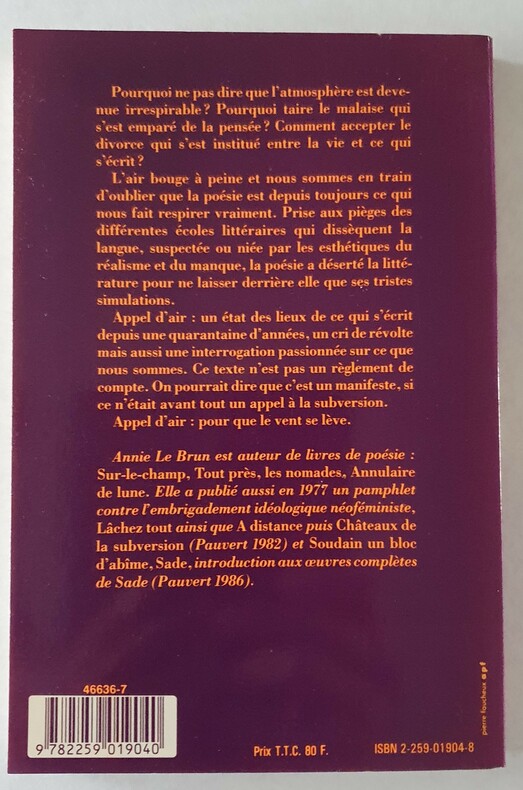 Pourquoi ne pas dire que l'atmosphère est deve-
nue irrespirable ? Pourquoi taire le malaise qui
s'est emparé de la pensée ? Comment accepter le
divorce qui s'est institué entre la vie et ce qui
s'écrit ?
L'air bouge à peine et nous sommes en train
d'oublier que la poésie est depuis toujours ce qui
nous fait respirer vraiment. Prise aux pièges des
différentes écoles littéraires qui dissèquent la
langue, suspectée ou niée par les esthétiques du
réalisme et du manque, la poésie a déserté la litté-
rature pour ne laisser derrière elle que ses tristes
simulations.
Appel d'air : un état des lieux de ce qui s'écrit
depuis une quarantaine d'années, un cri de révolte
mais aussi une interrogation passionnée sur ce que
nous sommes. Ce texte n'est pas un règlement de
compte. On pourrait dire que c'est un manifeste, si
ce n'était avant tout un appel à la subversion.
Appel d'air : pour que le vent se lève.
Annie Le Brun est auteur de livres de poésie :
Sur-le-champ, Tout près, les nomades, Annulaire
de lune. Elle a publié aussi en 1977 un pamphlet
contre l'embrigadement idéologique néoféministe,
Lâchez tout ainsi que A distance puis Châteaux de
la subversion (Pauvert 1982) et Soudain un bloc
d'abîme, Sade, introduction aux œuvres complètes
de Sade (Pauvert 1986).
46636-7
9 782259 019040
Prix T.T.C. 80 F.
ISBN 2-259-01904-8
pierre faucheux apf